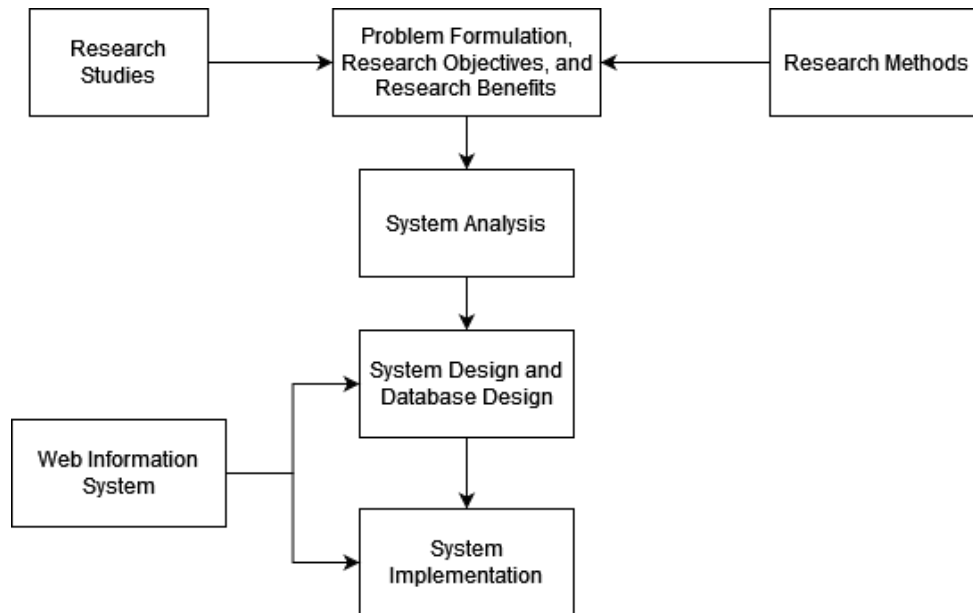 Research
Studies
Problem Formulation,
Research Objectives, and
Research Benefits
Research Methods
System Analysis
System Design and
Database Design
Web Information
System
System
Implementation